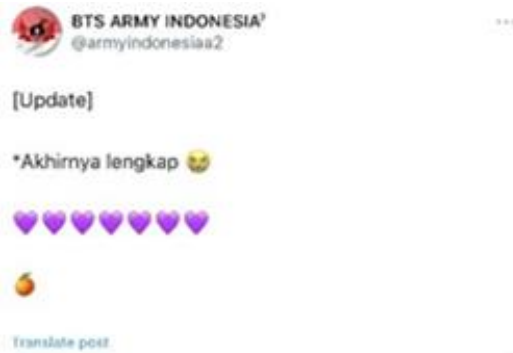 BTS ARMY INDONESIA⁷
@armyindonesiaa2
[Update]
*Akhirnya lengkap 😭
💜💜💜💜💜💜💜
🍊
Translate post